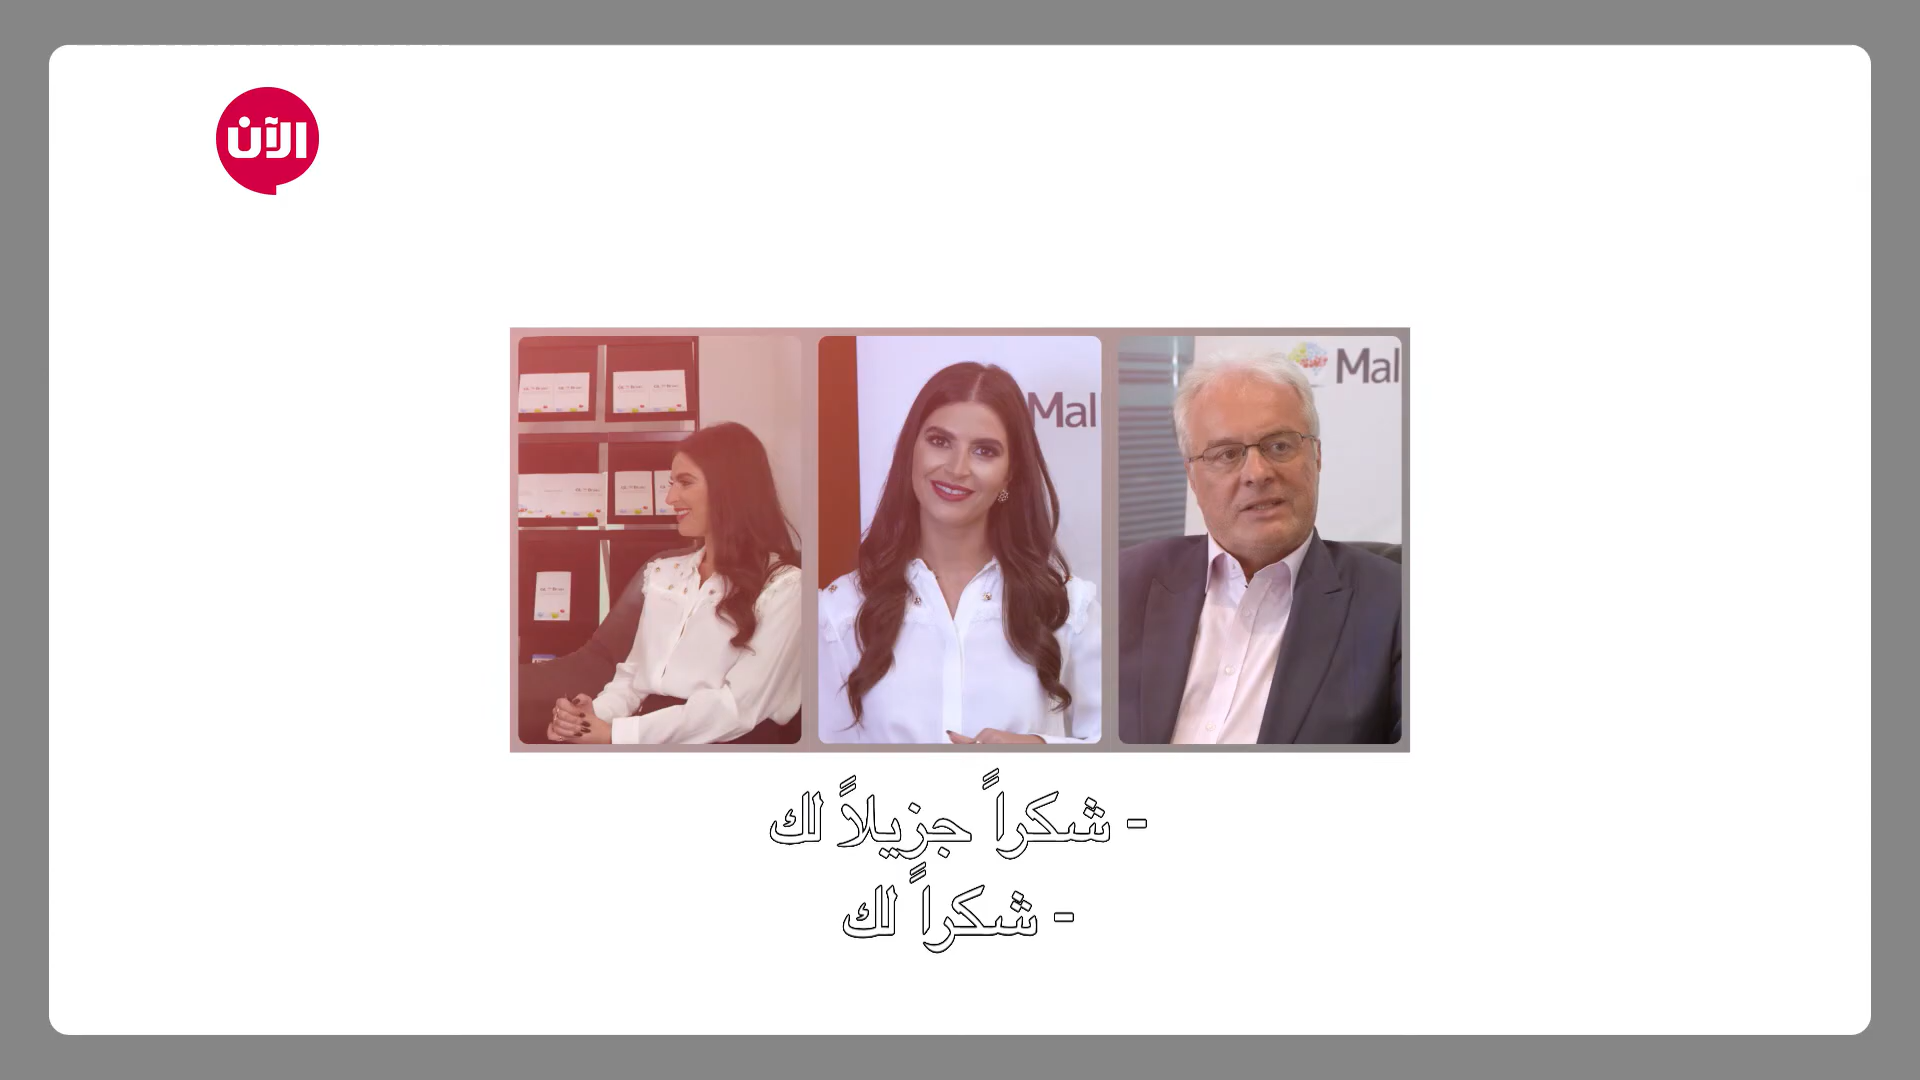 الآن
Mal
Mal
- شكراً جزيلاً لك
- شكراً لك